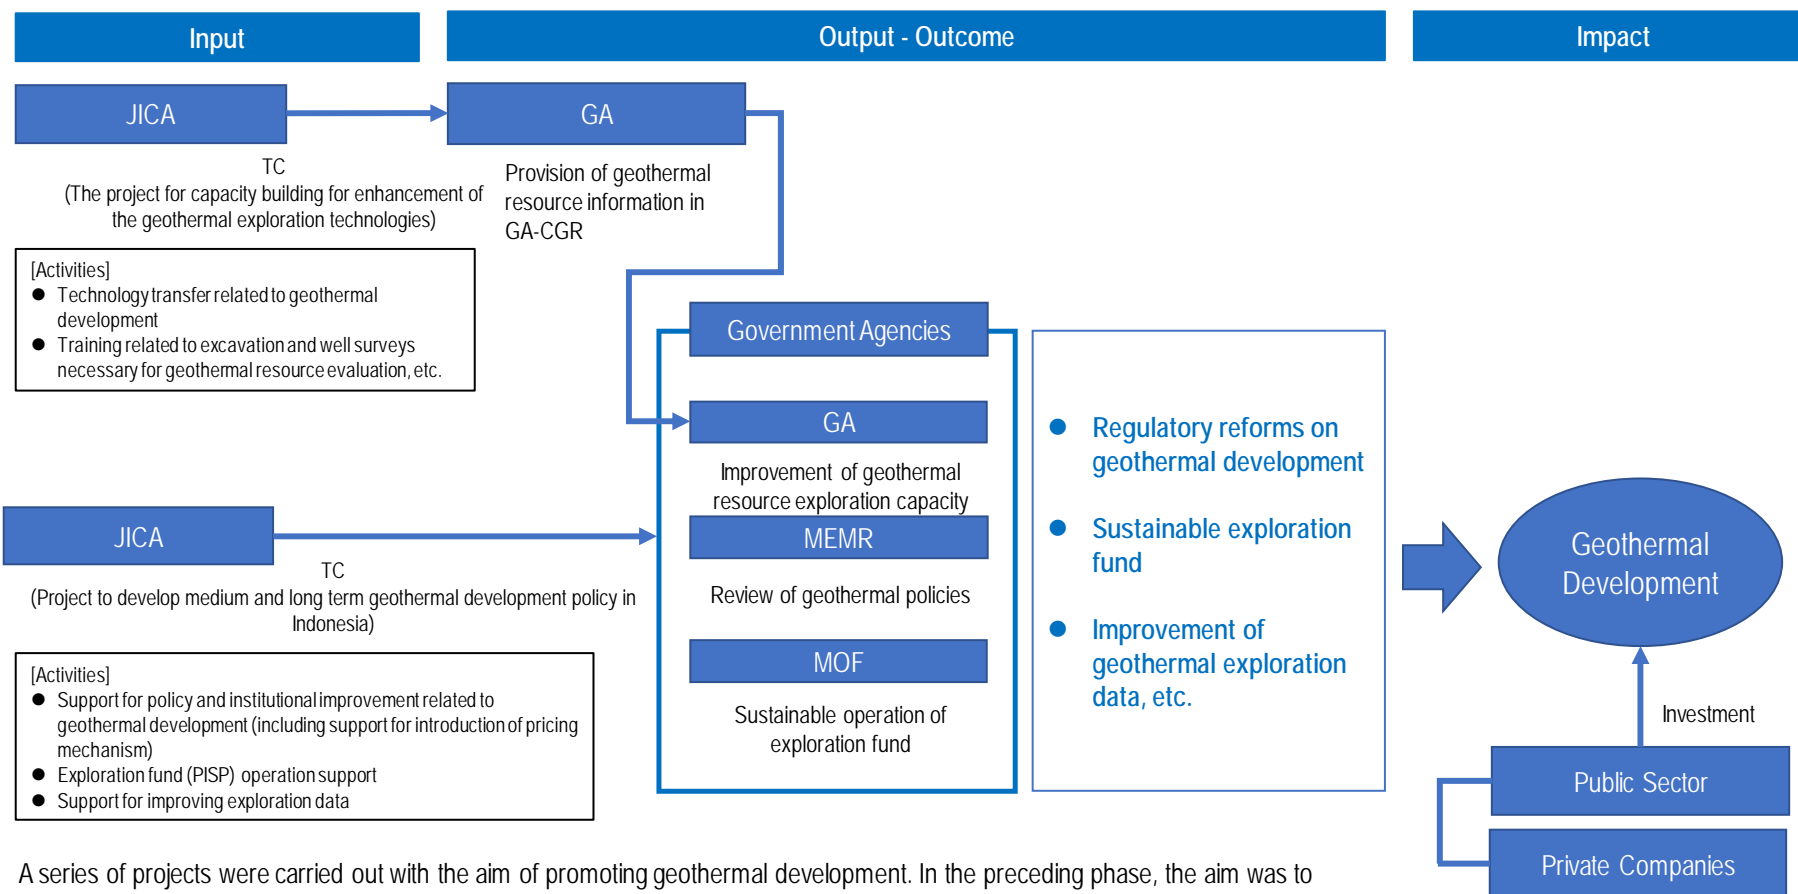 Input
Output - Outcome
Impact
JICA
GA
TC
(The project for capacity building for enhancement of
the geothermal exploration technologies)
Provision of geothermal
resource information in
GA-CGR
[Activities]
● Technology transfer related to geothermal
development
● Training related to excavation and well surveys
necessary for geothermal resource evaluation, etc.
Government Agencies
GA
Improvement of geothermal
resource exploration capacity
MEMR
Review of geothermal policies
MOF
Sustainable operation of
exploration fund
JICA
TC
(Project to develop medium and long term geothermal development policy in
Indonesia)
[Activities]
● Support for policy and institutional improvement related to
geothermal development (including support for introduction of pricing
mechanism)
● Exploration fund (PISP) operation support
● Support for improving exploration data
● Regulatory reforms on
geothermal development
● Sustainable exploration
fund
● Improvement of
geothermal exploration
data, etc.
Geothermal
Development
Investment
Public Sector
Private Companies
A series of projects were carried out with the aim of promoting geothermal development. In the preceding phase, the aim was to